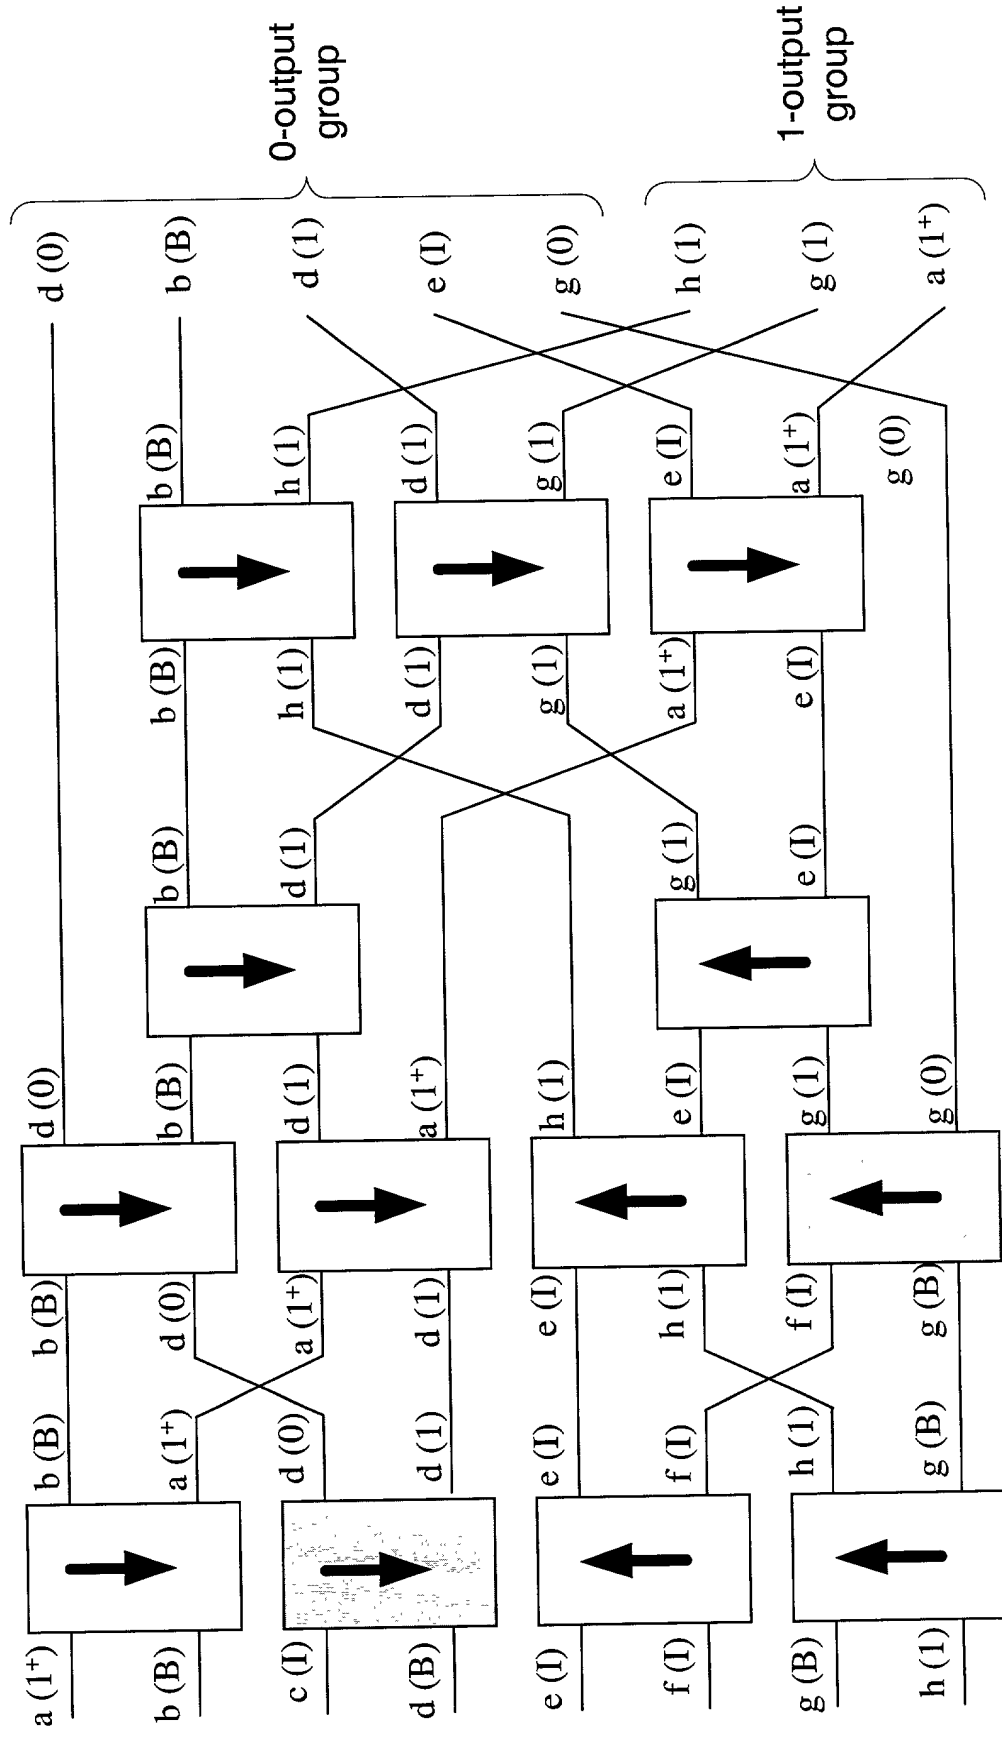 a (1+)
b (B)
b (B)
d (0)
d (0)
b (B)
a (1+)
d (0)
b (B)
b (B)
b (B)
b (B)
b (B)
c (I)
d (0)
a (1+)
d (1)
d (1)
h (1)
h (1)
d (1)
0-output
group
d (B)
d (1)
d (1)
a (1+)
d (1)
d (1)
e (I)
e (I)
e (I)
e (I)
h (1)
g (1)
g (1)
g (0)
f (I)
f (I)
h (1)
e (I)
g (1)
a (1+)
e (I)
h (1)
g (B)
h (1)
f (I)
g (1)
e (I)
e (I)
a (1+)
g (1)
1-output
group
h (1)
g (B)
g (B)
g (0)
g (0)
a (1+)